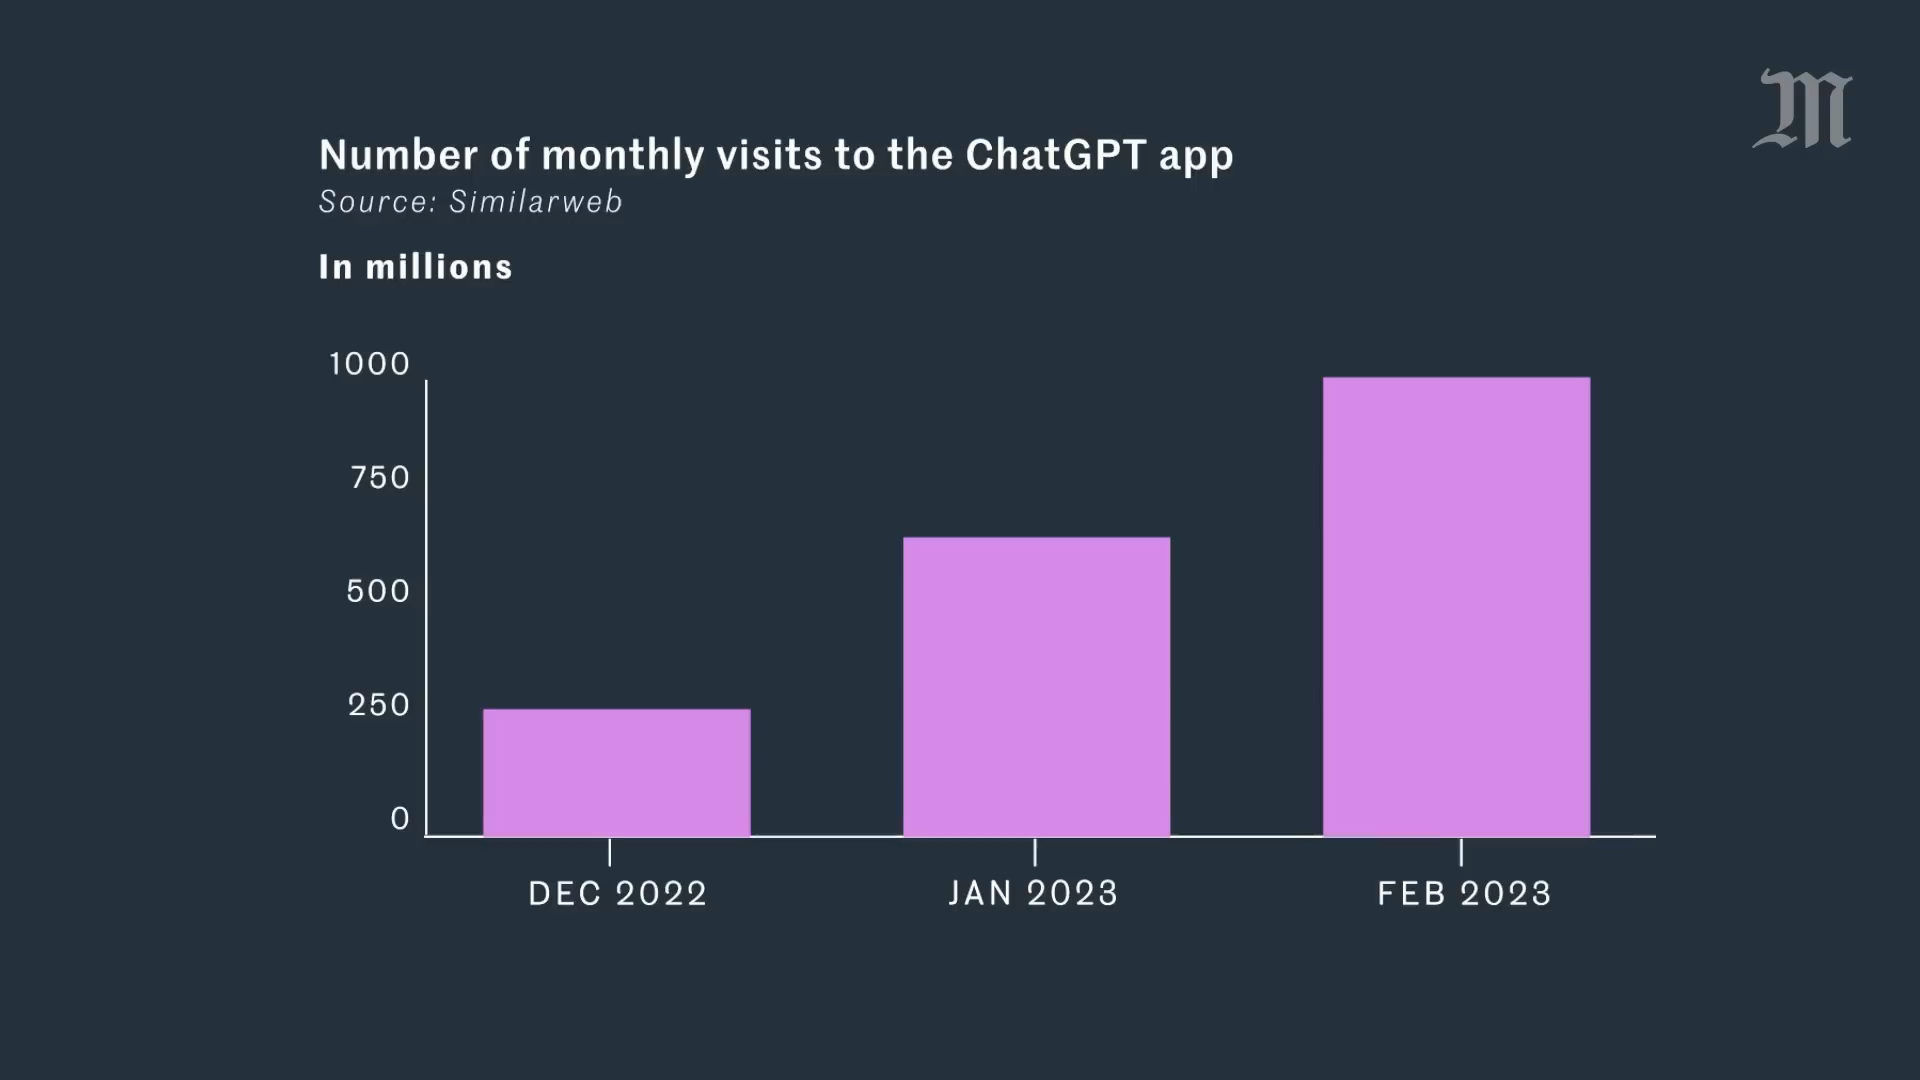 M
Number of monthly visits to the ChatGPT app
Source: Similarweb
In millions
1000
750
500
250
0
DEC 2022
JAN 2023
FEB 2023